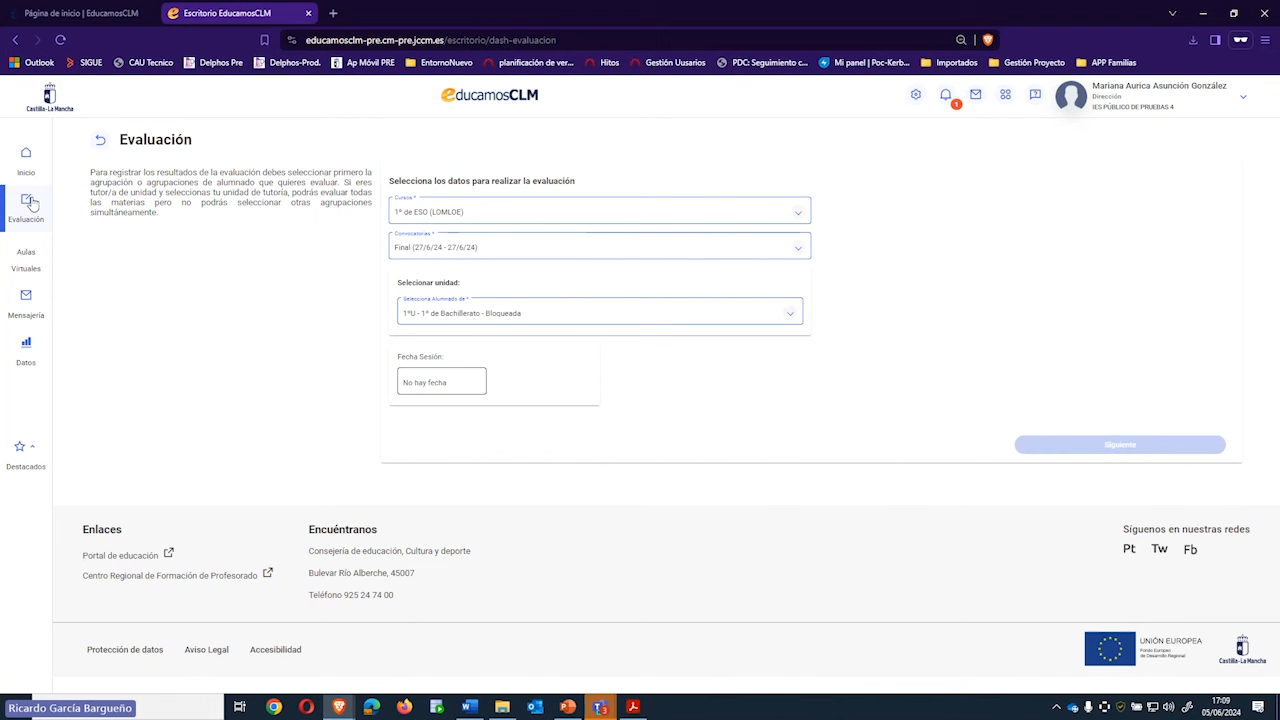 Página de inicio | EducamosCLM
Escritorio EducamosCLM
educamosclm-pre.cm-pre.jccm.es/escritorio/dash-evaluacion
Outlook
SIGUE
CAU Tecnico
Delphos Pre
Delphos-Prod.
Ap Móvil PRE
EntornoNuevo
planificación de ver...
Hitos
Gestión Usuarios
PDC: Seguimiento c...
Mi panel | Poc-Kerb...
Importados
Gestión Proyecto
APP Familias
Castilla-La Mancha
educamosCLM
1
Mariana Aurica Asunción González
Dirección
IES PÚBLICO DE PRUEBAS 4
Inicio
Evaluación
Aulas
Virtuales
Mensajería
Datos
Destacados
Evaluación
Para registrar los resultados de la evaluación debes seleccionar primero la
agrupación o agrupaciones de alumnado que quieres evaluar. Si eres
tutor/a de unidad y seleccionas tu unidad de tutoría, podrás evaluar todas
las materias pero no podrás seleccionar otras agrupaciones
simultáneamente.
Selecciona los datos para realizar la evaluación
Cursos *
1º de ESO (LOMLOE)
Convocatorias *
Final (27/6/24 - 27/6/24)
Selecionar unidad:
Selecciona Alumnado de *
1ºU - 1º de Bachillerato - Bloqueada
Fecha Sesión:
No hay fecha
Siguiente
Enlaces
Portal de educación
Centro Regional de Formación de Profesorado
Encuéntranos
Consejería de educación, Cultura y deporte
Bulevar Río Alberche, 45007
Teléfono 925 24 74 00
Síguenos en nuestras redes
Pt Tw Fb
Protección de datos
Aviso Legal
Accesibilidad
UNIÓN EUROPEA
Fondo Europeo
de Desarrollo Regional
Castilla-La Mancha
Ricardo García Bargueño
17:09
05/06/2024